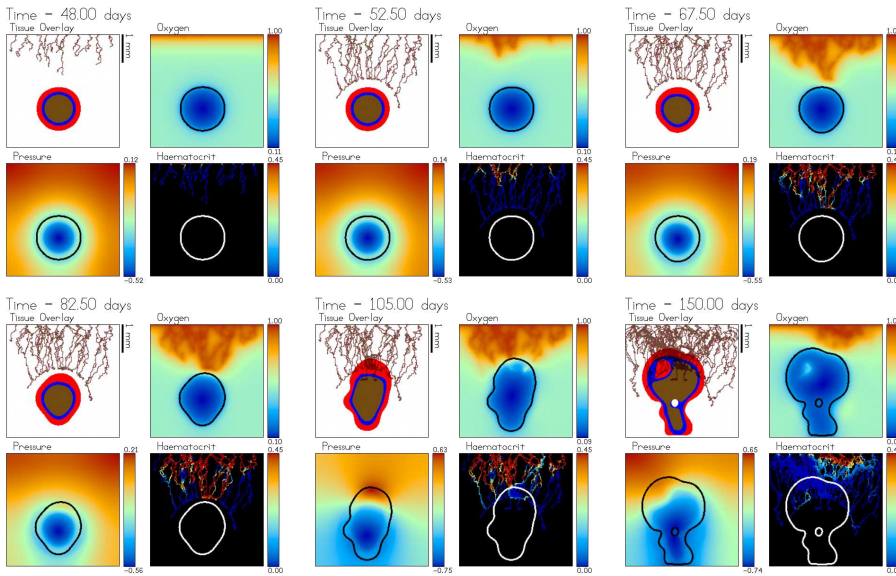 Time - 48.00 days
Tissue Overlay
1 mm
Oxygen
1.00
0.11
Pressure
0.12
-0.52
Haematocrit
0.45
0.00
Time - 52.50 days
Tissue Overlay
1 mm
Oxygen
1.00
0.10
Pressure
0.14
-0.53
Haematocrit
0.45
0.00
Time - 67.50 days
Tissue Overlay
1 mm
Oxygen
Pressure
0.19
-0.55
Haematocrit
Time - 82.50 days
Tissue Overlay
1 mm
Oxygen
1.00
0.10
Pressure
0.21
-0.56
Haematocrit
0.45
0.00
Time - 105.00 days
Tissue Overlay
1 mm
Oxygen
1.00
0.09
Pressure
0.63
-0.75
Haematocrit
0.45
0.00
Time - 150.00 days
Tissue Overlay
1 mm
Oxygen
Pressure
0.65
-0.74
Haematocrit